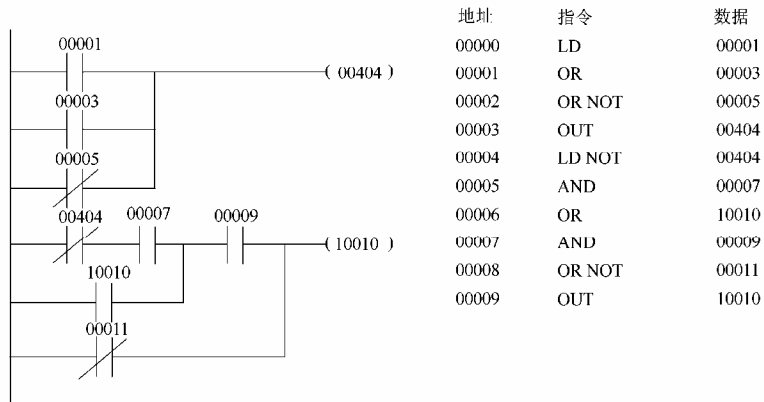 00001
( 00404 )
00003
00005
00404 00007 00009
( 10010 )
10010
00011
地址 指令 数据
00000 LD 00001
00001 OR 00003
00002 OR NOT 00005
00003 OUT 00404
00004 LD NOT 00404
00005 AND 00007
00006 OR 10010
00007 AND 00009
00008 OR NOT 00011
00009 OUT 10010